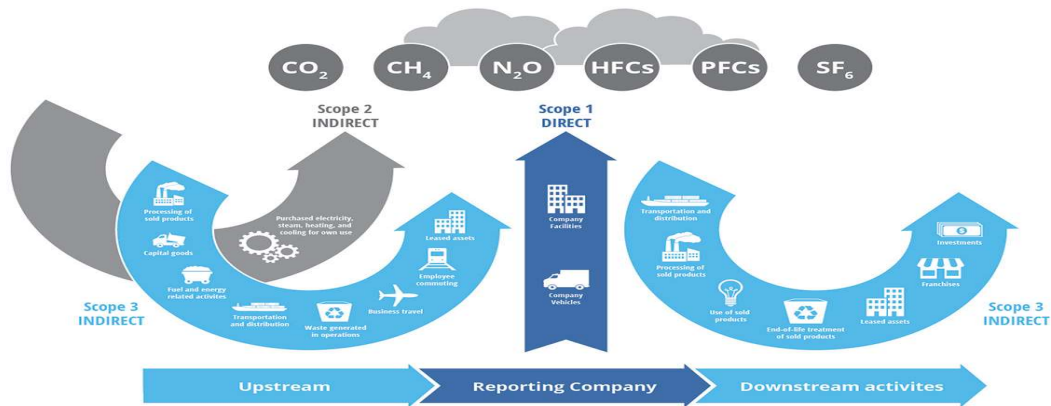 CO2
CH4
N2O
HFCs
PFCs
SF6
Scope 2
INDIRECT
Scope 1
DIRECT
Processing of
sold products
Capital goods
Fuel and energy
related activites
Transportation
and distribution
Waste generated
in operations
Business travel
Employee
commuting
Leased assets
Purchased electricity,
steam, heating, and
cooling for own use
Company
Facilities
Company
Vehicles
Transportation and
distribution
Processing of
sold products
Use of sold
products
End-of-life treatment
of sold products
Leased assets
Franchises
Investments
Scope 3
INDIRECT
Scope 3
INDIRECT
Upstream
Reporting Company
Downstream activites